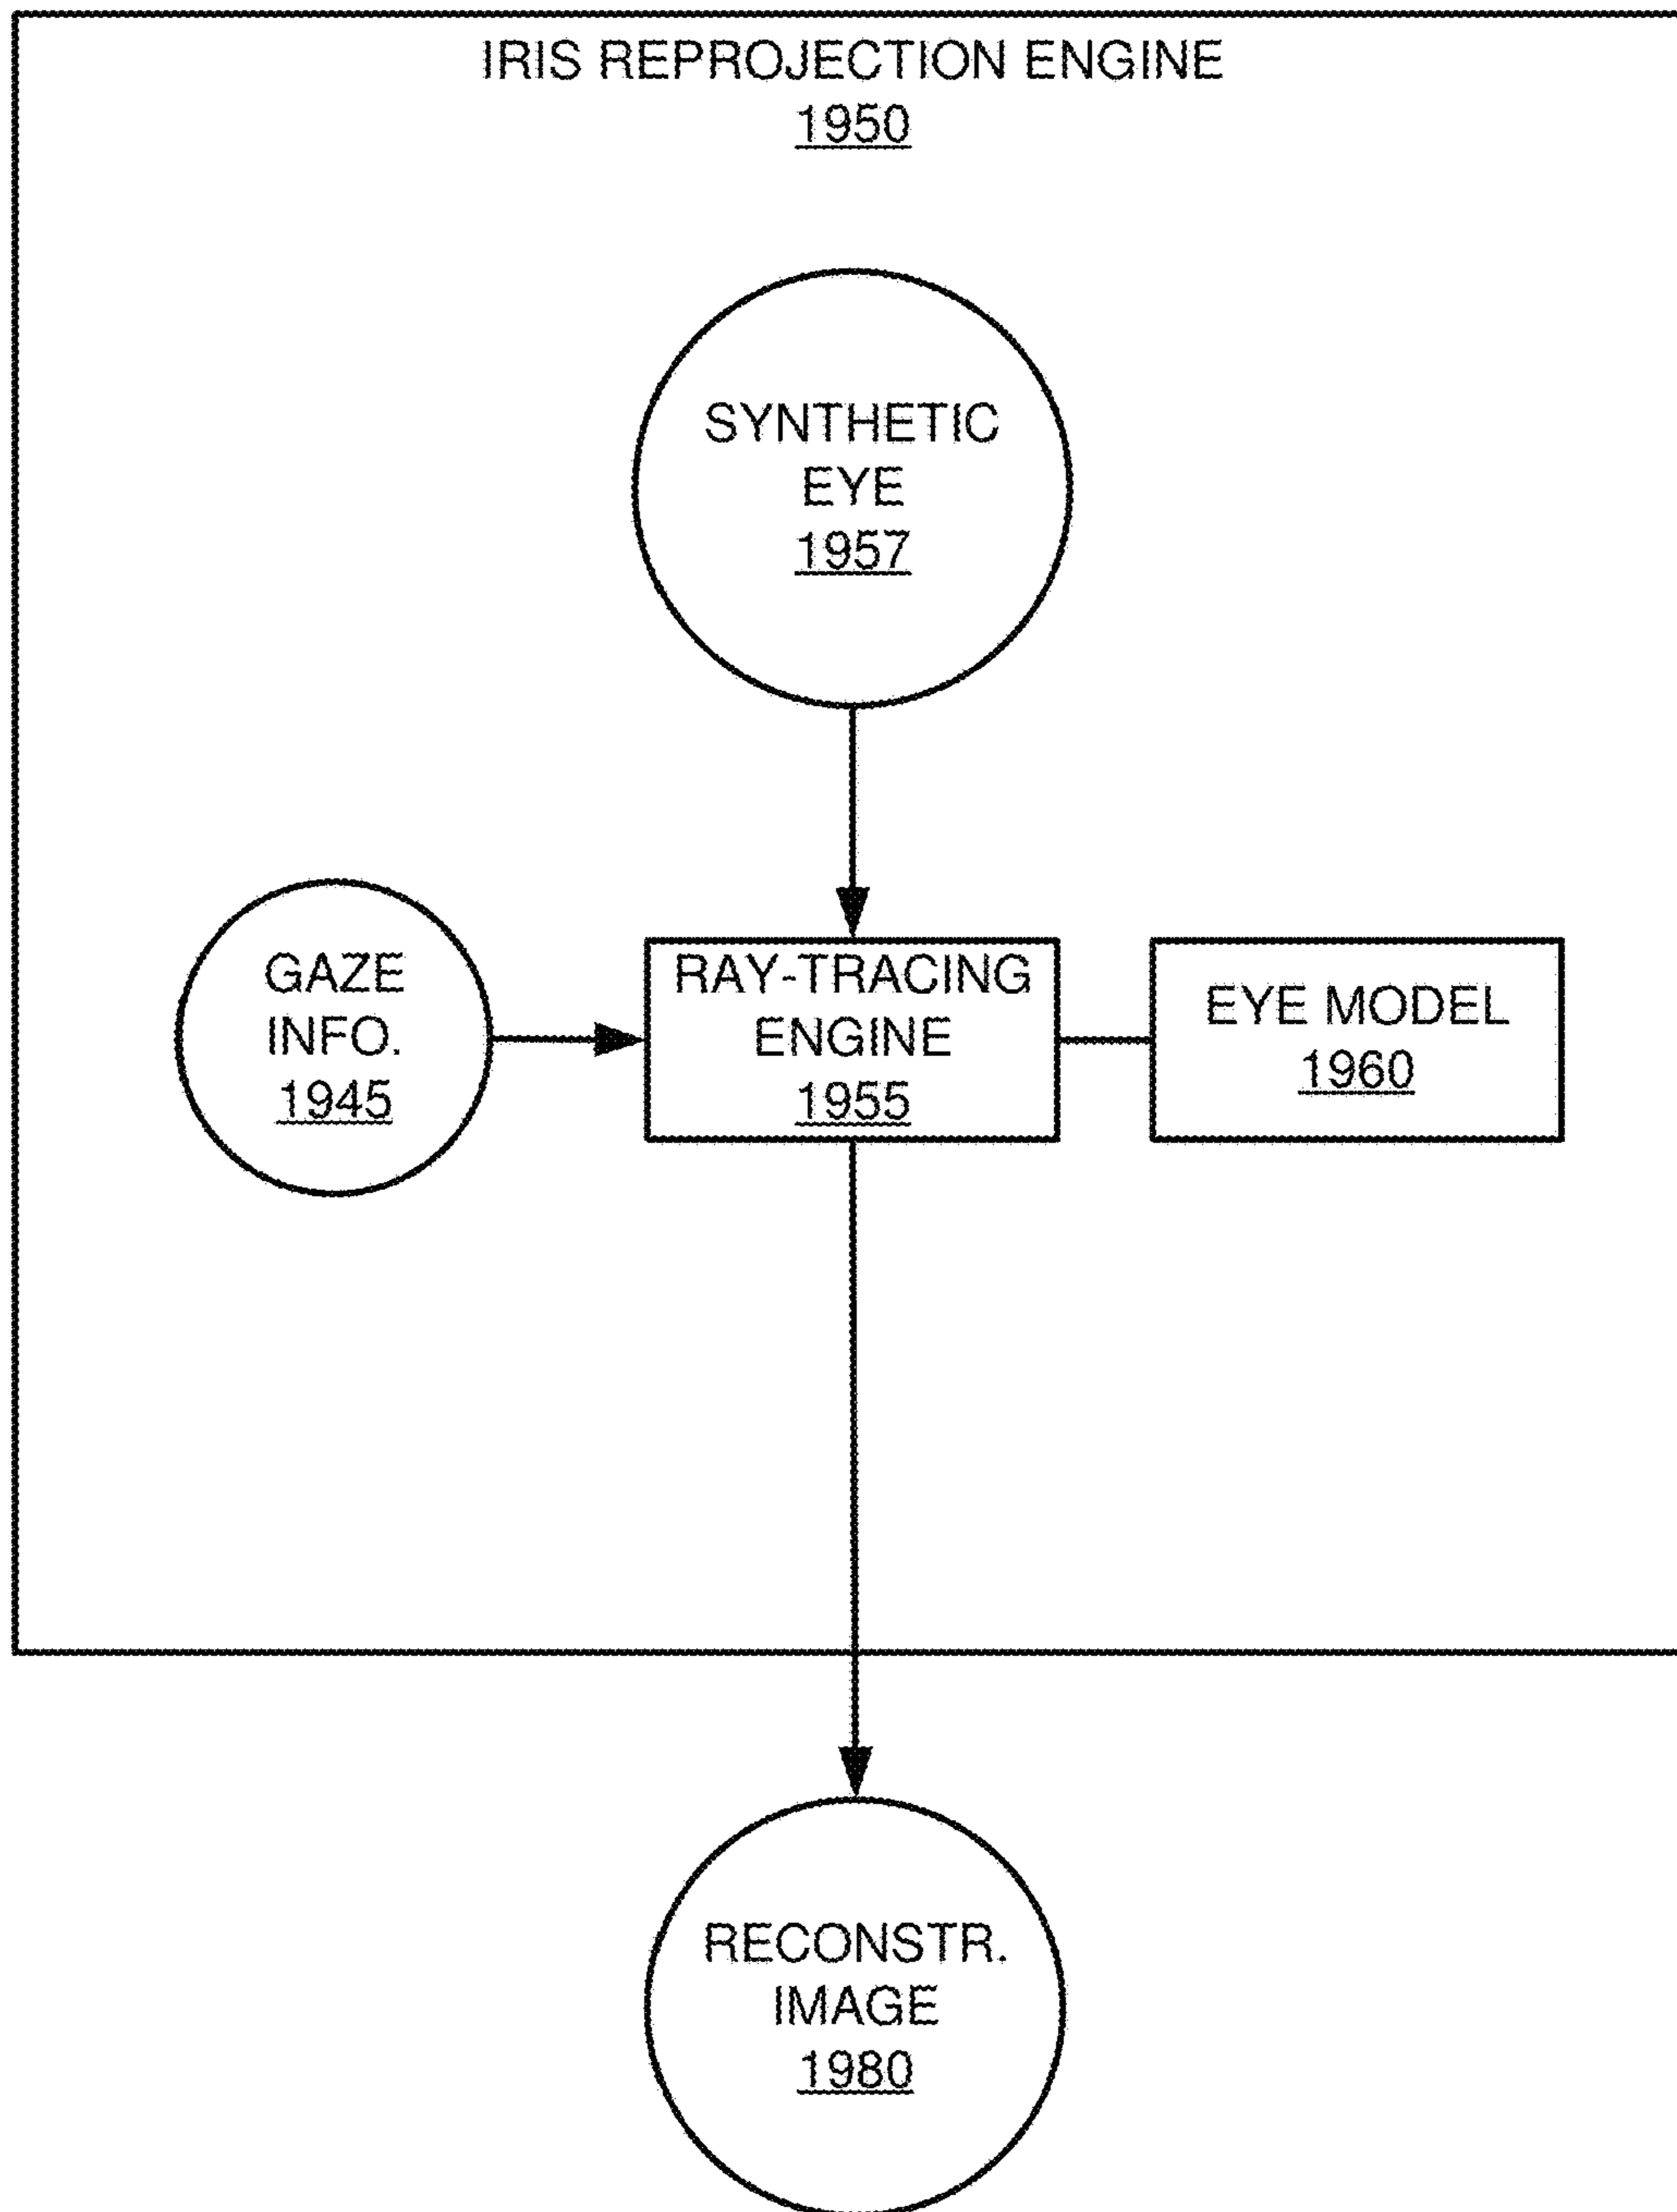 IRIS REPROJECTION ENGINE
1950
SYNTHETIC
EYE
1957
GAZE
INFO.
1945
RAY-TRACING
ENGINE
1955
EYE MODEL
1960
RECONSTR.
IMAGE
1980